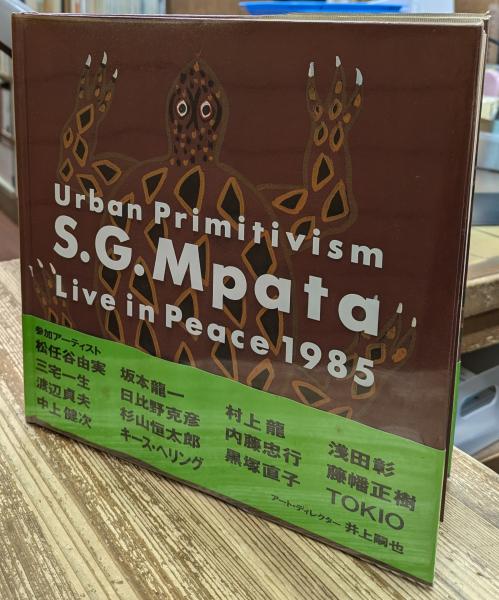 Urban Primitivism
S.G.Mpata
Live in Peace 1985
参加アーティスト
松任谷由実 坂本龍一 村上龍 浅田彰
三宅一生 日比野克彦 内藤忠行 藤幡正樹
渡辺貞夫 杉山恒太郎 黒塚直子 TOKIO
中上健次 キース・ヘリング
アート・ディレクター 井上嗣也